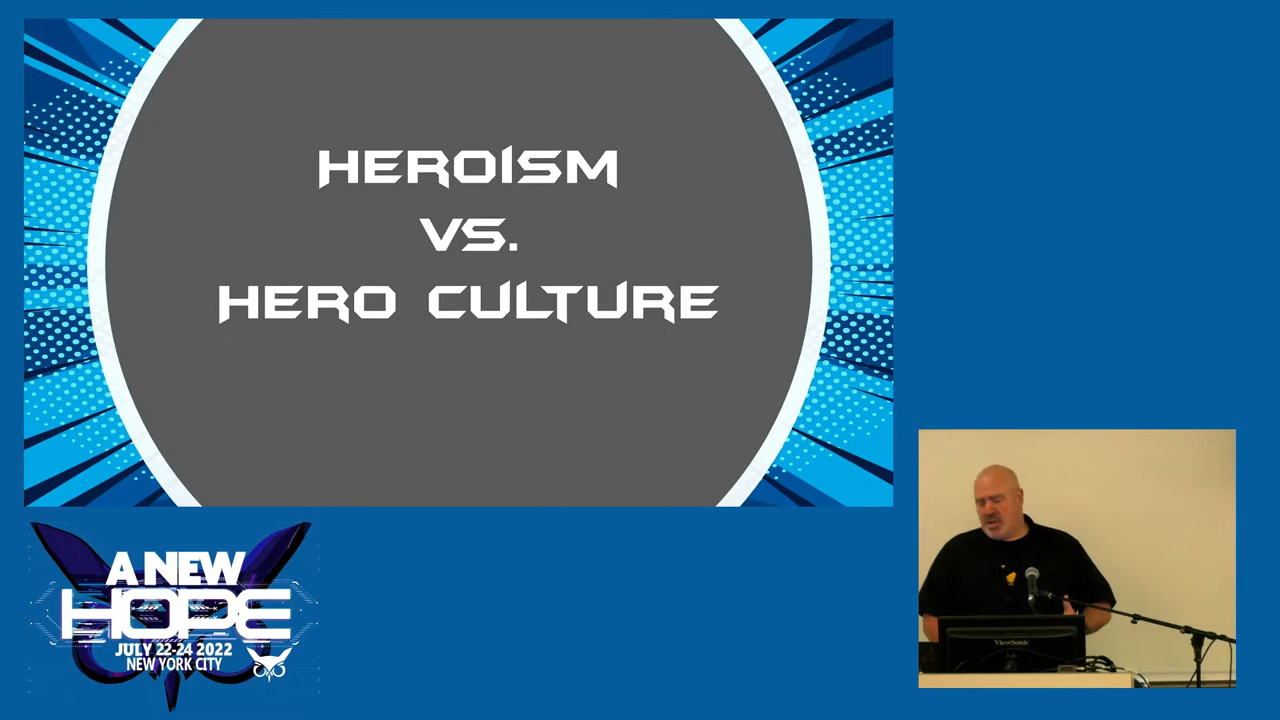 HEROISM
VS.
HERO CULTURE
A NEW
HOPE
JULY 22-24 2022
NEW YORK CITY
ViewSonic